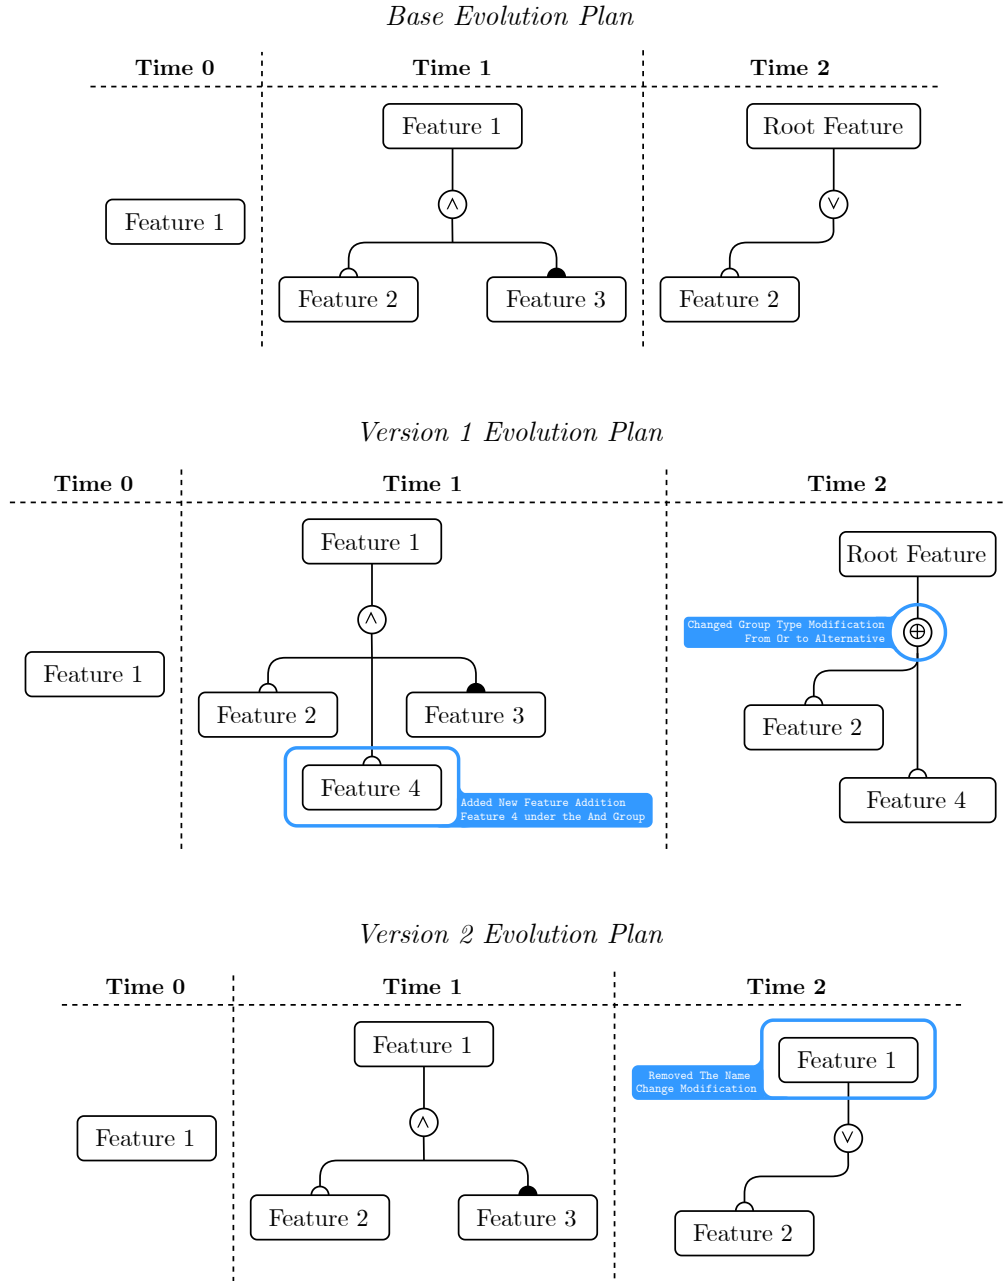 Base Evolution Plan
Time 0
Time 1
Time 2
Feature 1
Root Feature
∧
∨
Feature 1
Feature 2
Feature 3
Feature 2
Version 1 Evolution Plan
Time 0
Time 1
Time 2
Feature 1
Root Feature
∧
Changed Group Type Modification
From Or to Alternative
⊕
Feature 1
Feature 2
Feature 3
Feature 2
Feature 4
Added New Feature Addition
Feature 4 under the And Group
Feature 4
Version 2 Evolution Plan
Time 0
Time 1
Time 2
Feature 1
Feature 1
Removed The Name
Change Modification
∧
∨
Feature 1
Feature 2
Feature 3
Feature 2